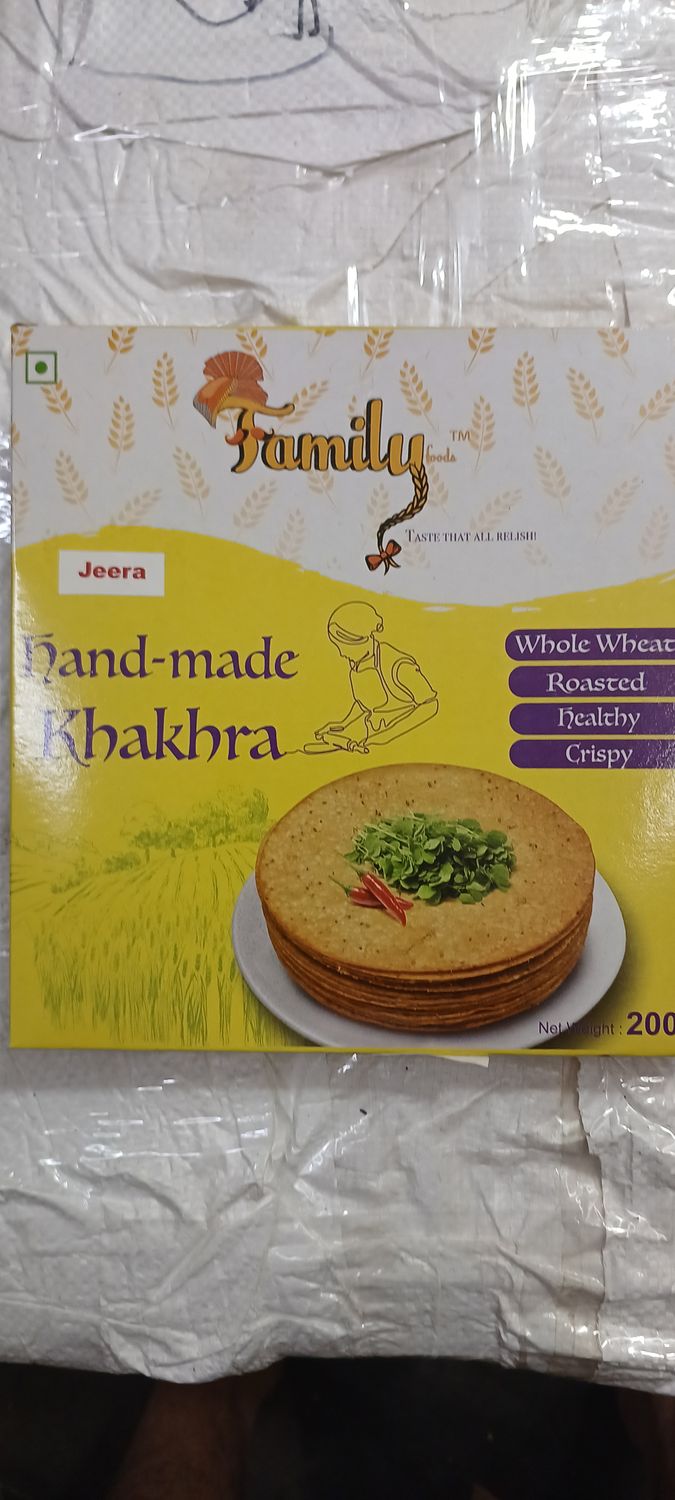 Family foods TM
TASTE THAT ALL RELISH!
Jeera
Hand-made
Khakhra
Whole Wheat
Roasted
Healthy
Crispy
Net Weight : 200